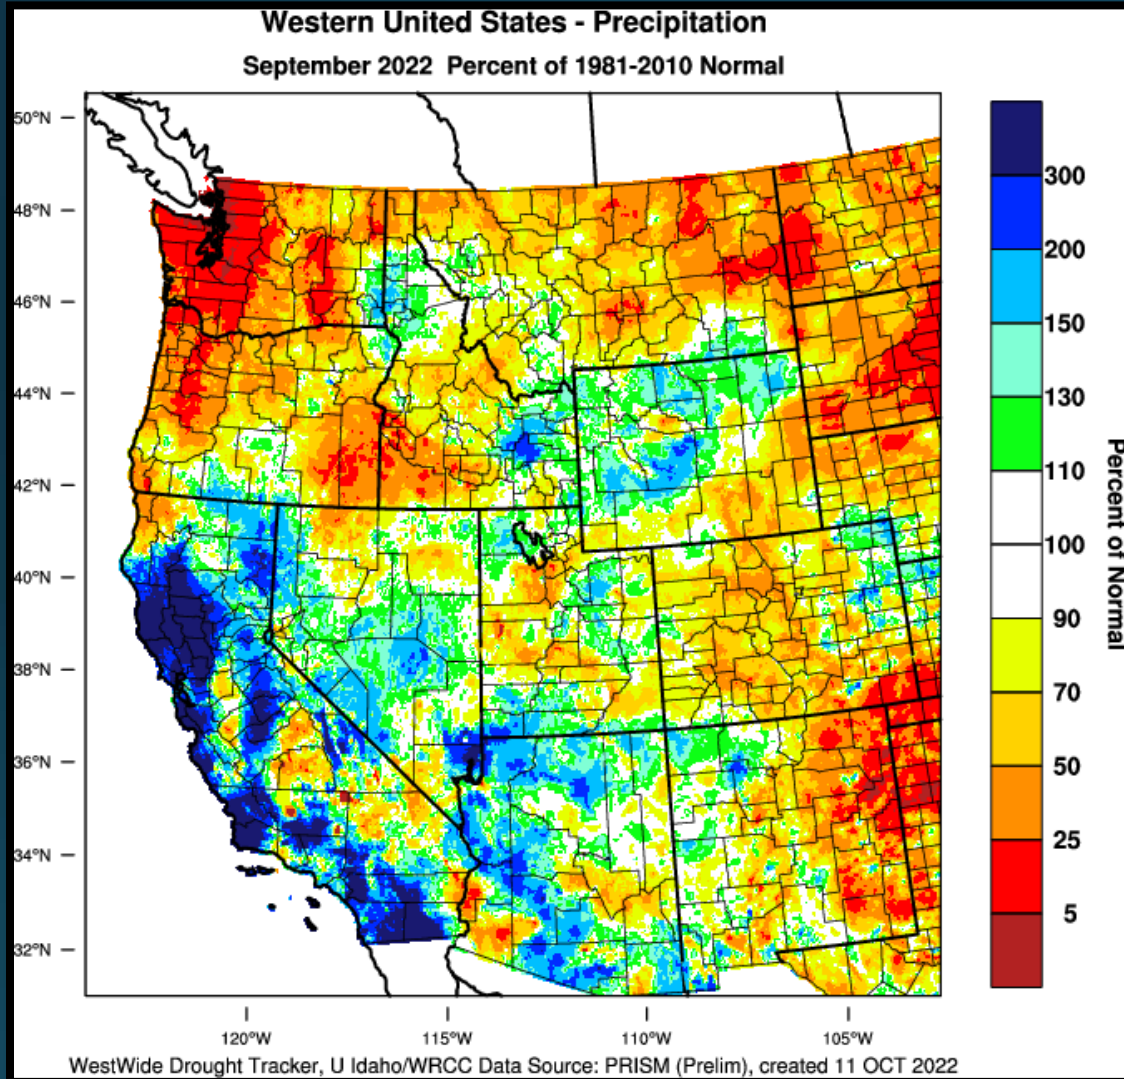 Western United States - Precipitation
September 2022 Percent of 1981-2010 Normal
50°N
48°N
46°N
44°N
42°N
40°N
38°N
36°N
34°N
32°N
120°W
115°W
110°W
105°W
300
200
150
130
110
100
90
70
50
25
5
Percent of Normal
WestWide Drought Tracker, U Idaho/WRCC Data Source: PRISM (Prelim), created 11 OCT 2022